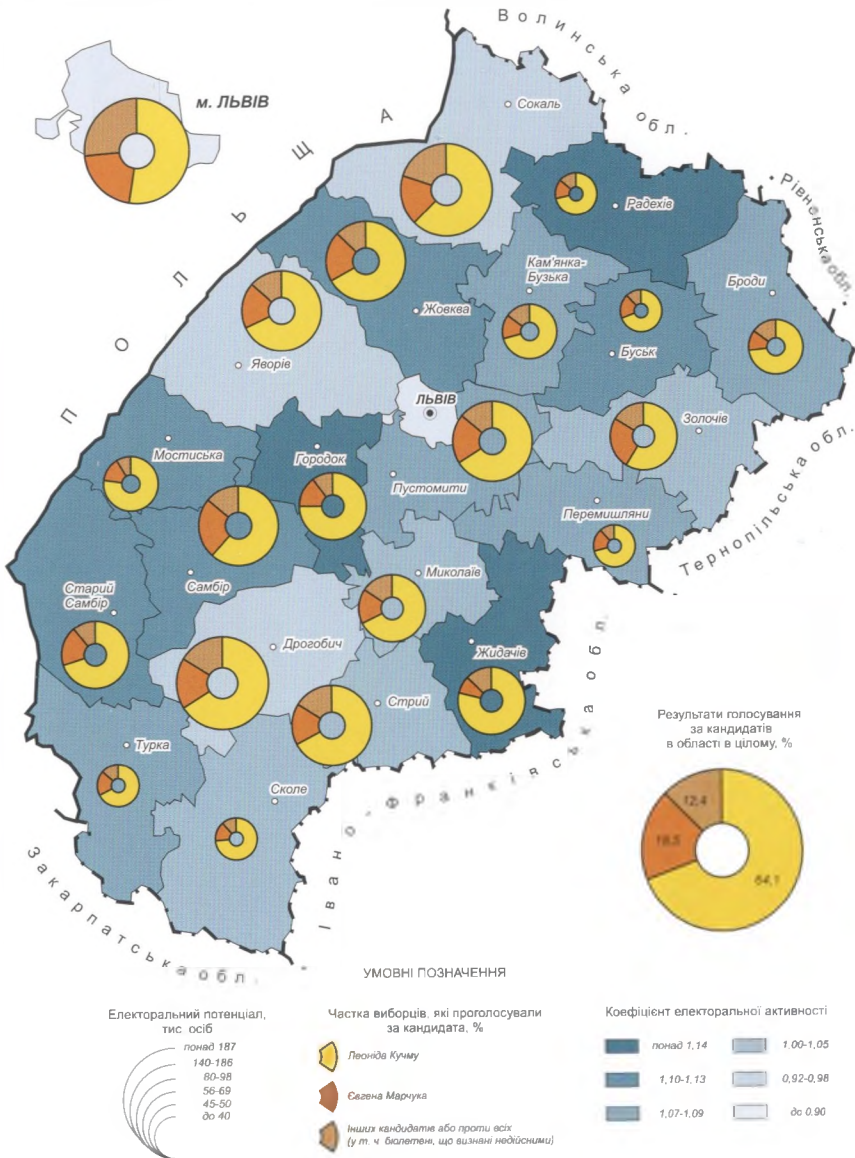 Волинська обл.
м. ЛЬВІВ
Сокаль
ПОЛЬЩА
Рівненська обл.
Радехів
Кам'янка-
Бузька
Броди
Жовква
Буськ
Яворів
ЛЬВІВ
Золочів
Мостиська
Городок
Пустомити
Перемишляни
Тернопільська обл.
Миколаїв
Самбір
Старий
Самбір
Дрогобич
Жидачів
Стрий
Турка
Сколе
Івано-Франківська обл.
Закарпатська обл.
Результати голосування
за кандидатів
в області в цілому, %
12,4
64,1
УМОВНІ ПОЗНАЧЕННЯ
Електоральний потенціал,
тис. осіб
понад 187
140-186
80-98
56-69
45-50
до 40
Частка виборців, які проголосували
за кандидата, %
Леоніда Кучму
Євгена Марчука
Інших кандидатів або проти всіх
(у т. ч. бюлетені, що визнані недійсними)
Коефіцієнт електоральної активності
понад 1,14
1,10-1,13
1,07-1,09
1,00-1,05
0,92-0,98
до 0,90